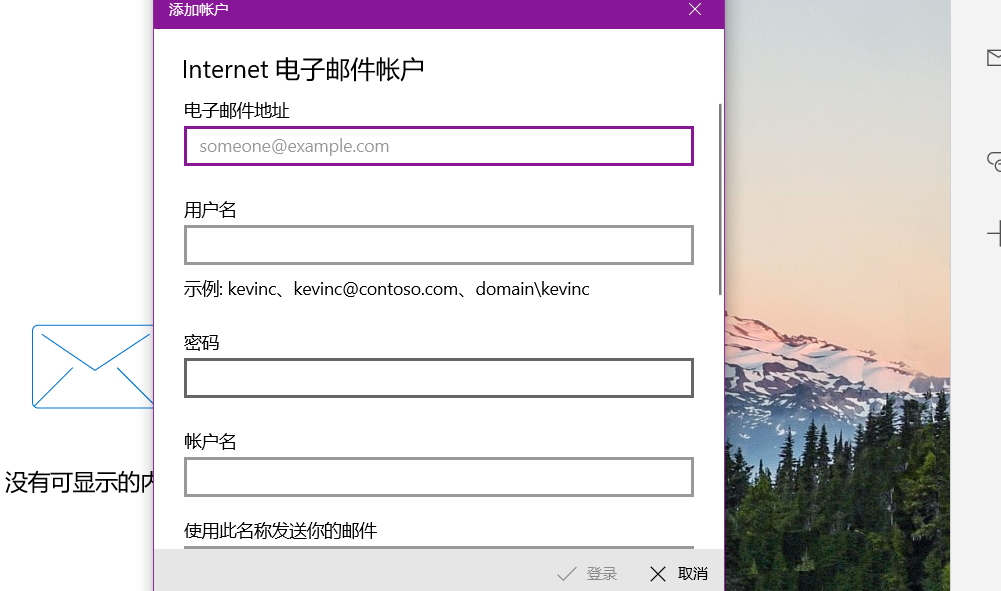 添加帐户
Internet 电子邮件帐户
电子邮件地址
someone@example.com
用户名
示例: kevinc、kevinc@contoso.com、domain\kevinc
密码
帐户名
没有可显示的内
使用此名称发送你的邮件
登录
取消